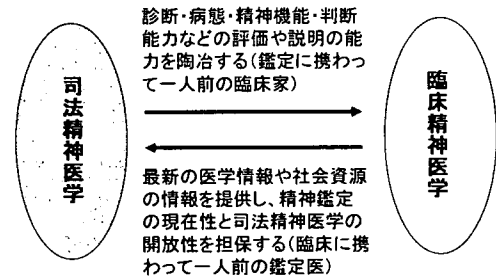 診断・病態・精神機能・判断
能力などの評価や説明の能
力を陶冶する(鑑定に携わっ
て一人前の臨床家)
司法精神医学
臨床精神医学
最新の医学情報や社会資源
の情報を提供し、精神鑑定
の現在性と司法精神医学の
開放性を担保する(臨床に携
わって一人前の鑑定医)